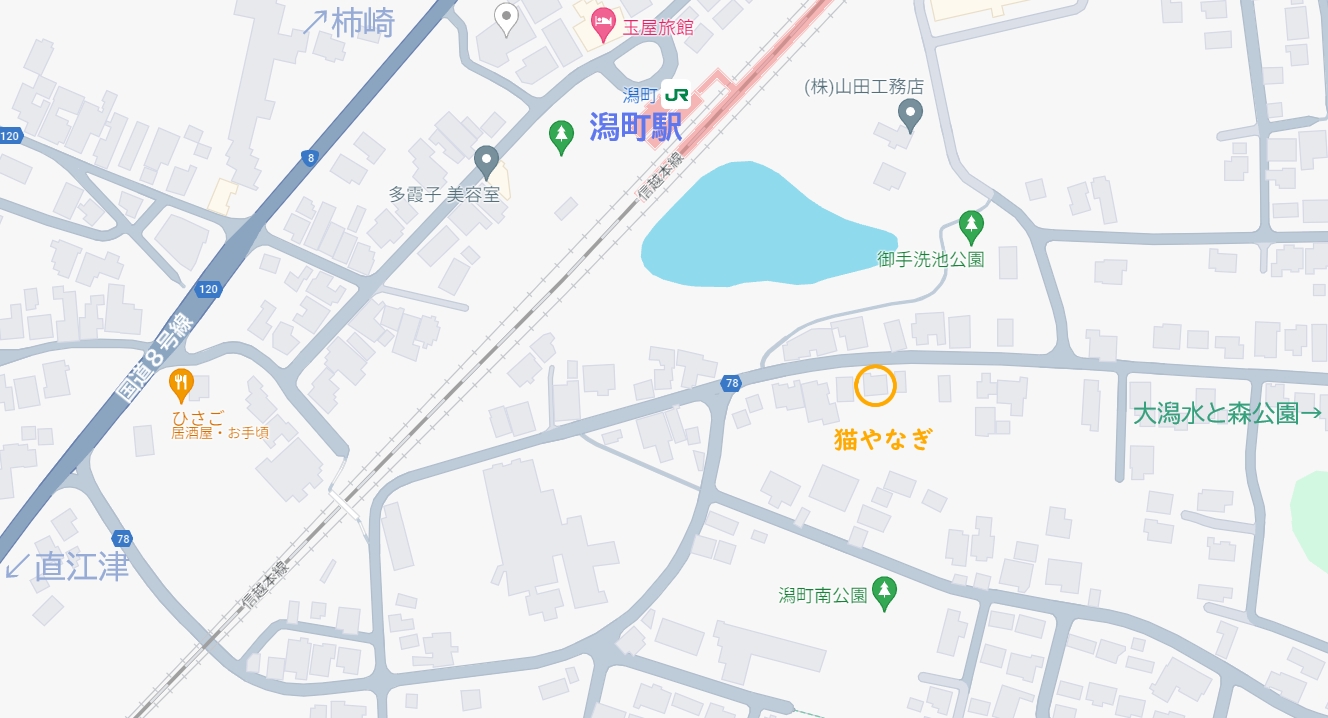 ↗柿崎
玉屋旅館
潟町 JR
潟町駅
(株)山田工務店
120
8
信越本線
多霞子 美容室
御手洗池公園
120
国道8号線
78
ひさご
居酒屋・お手頃
大潟水と森公園→
猫やなぎ
78
↙直江津
信越本線
潟町南公園